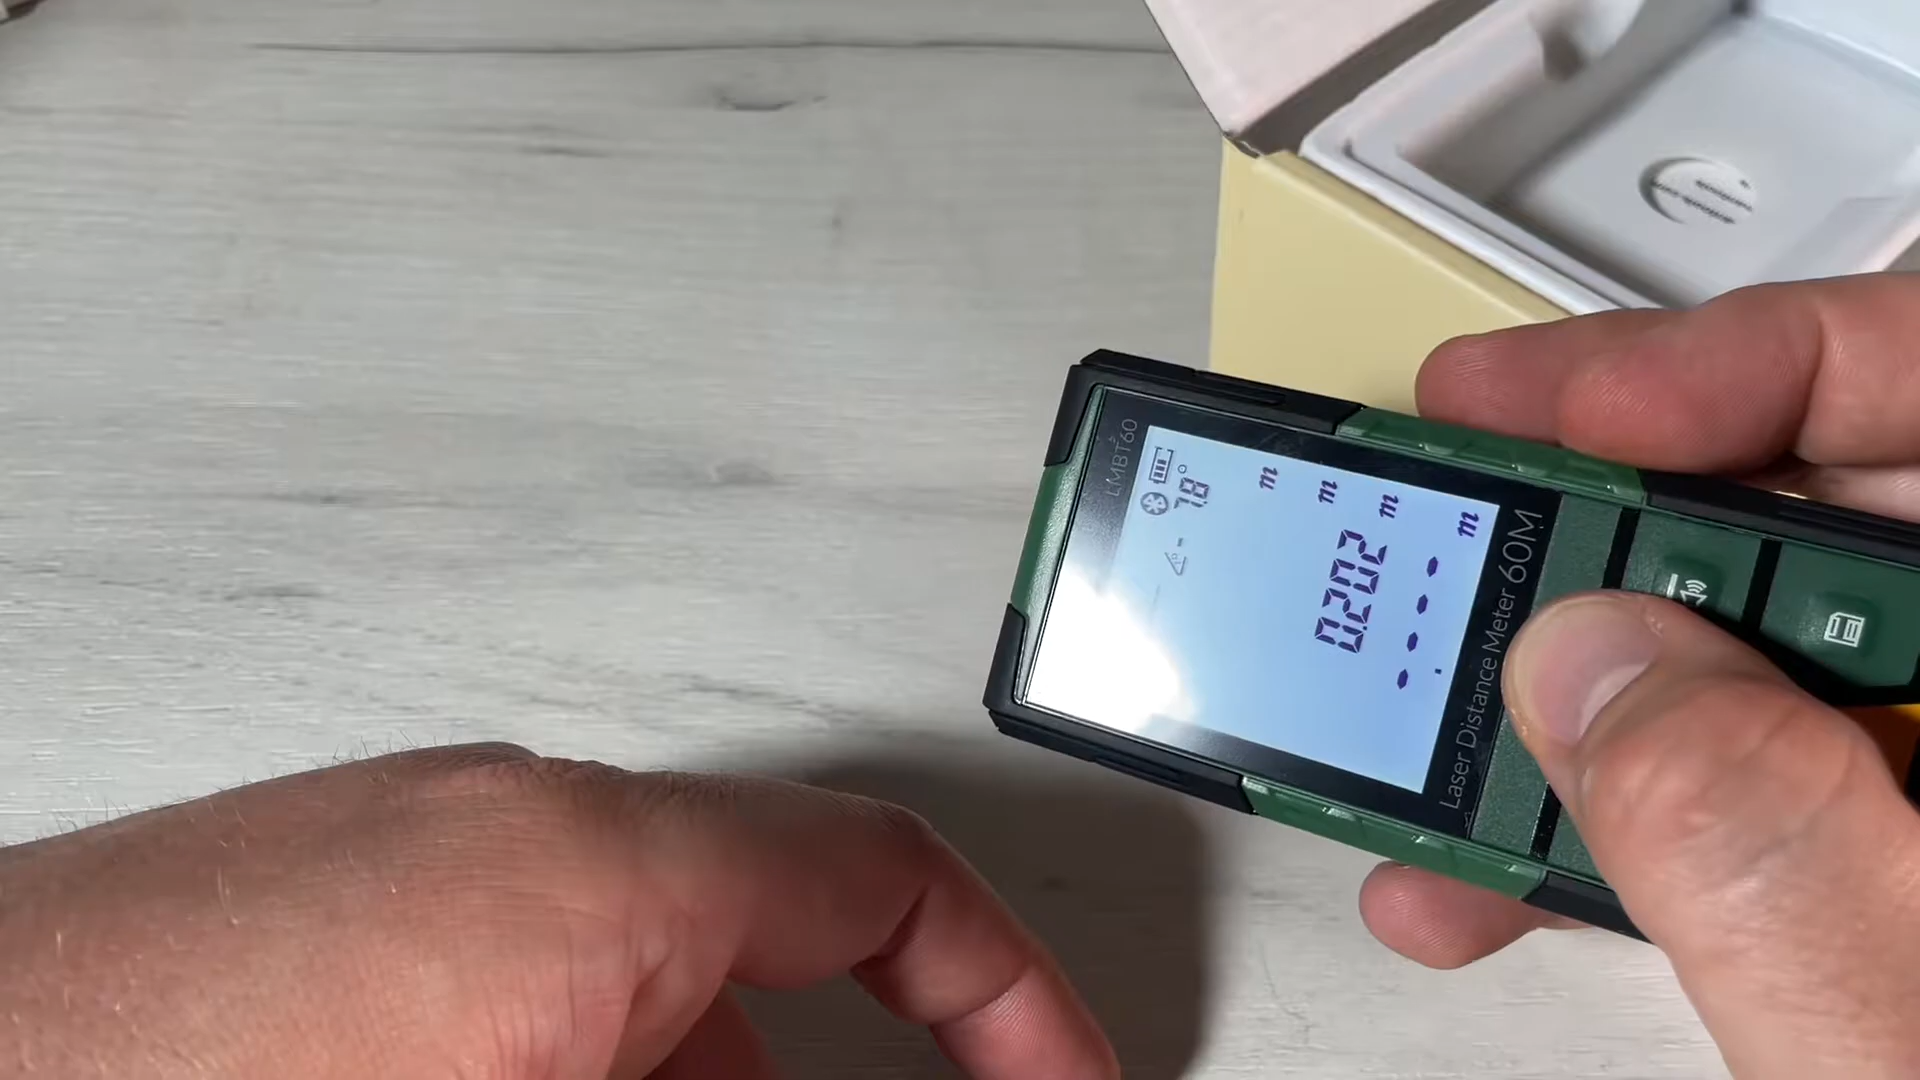 LMBT60
-7.8°
m
m
0.202 m
- - - - m
Laser Distance Meter 60M